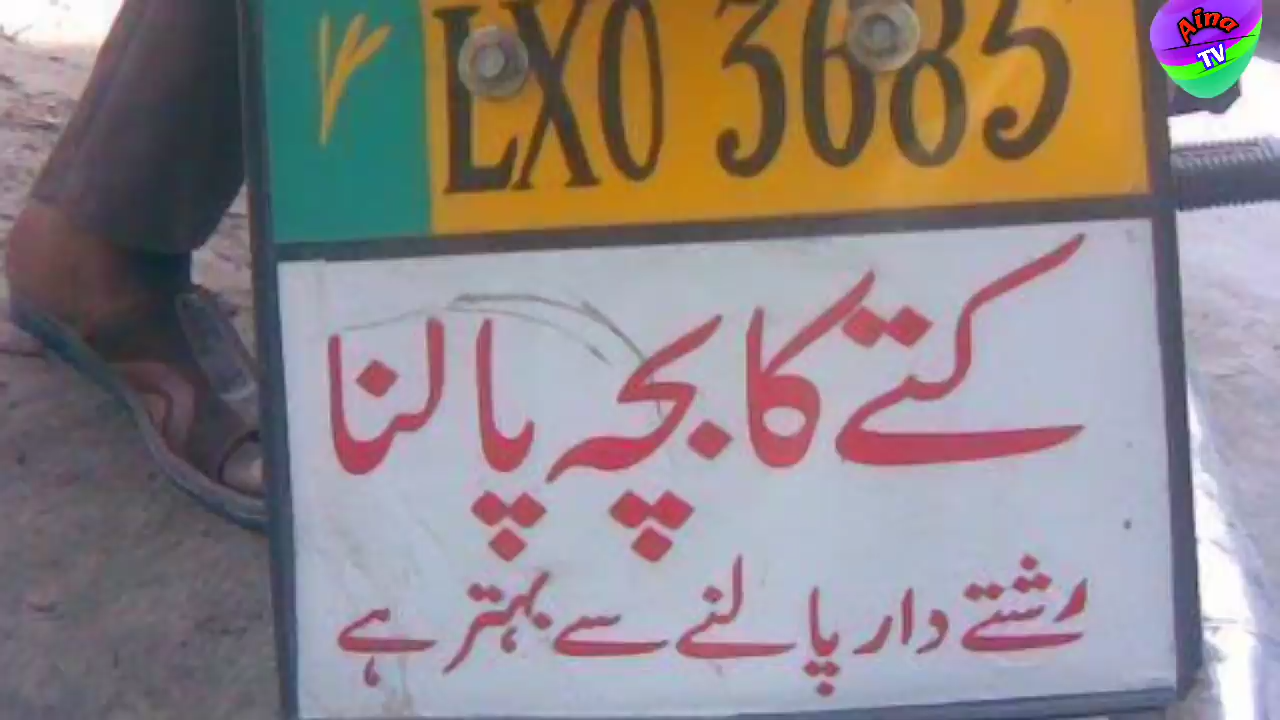 LXO 3685
Aina
TV
کتے کا بچہ پالنا
رشتے دار پالنے سے بہتر ہے